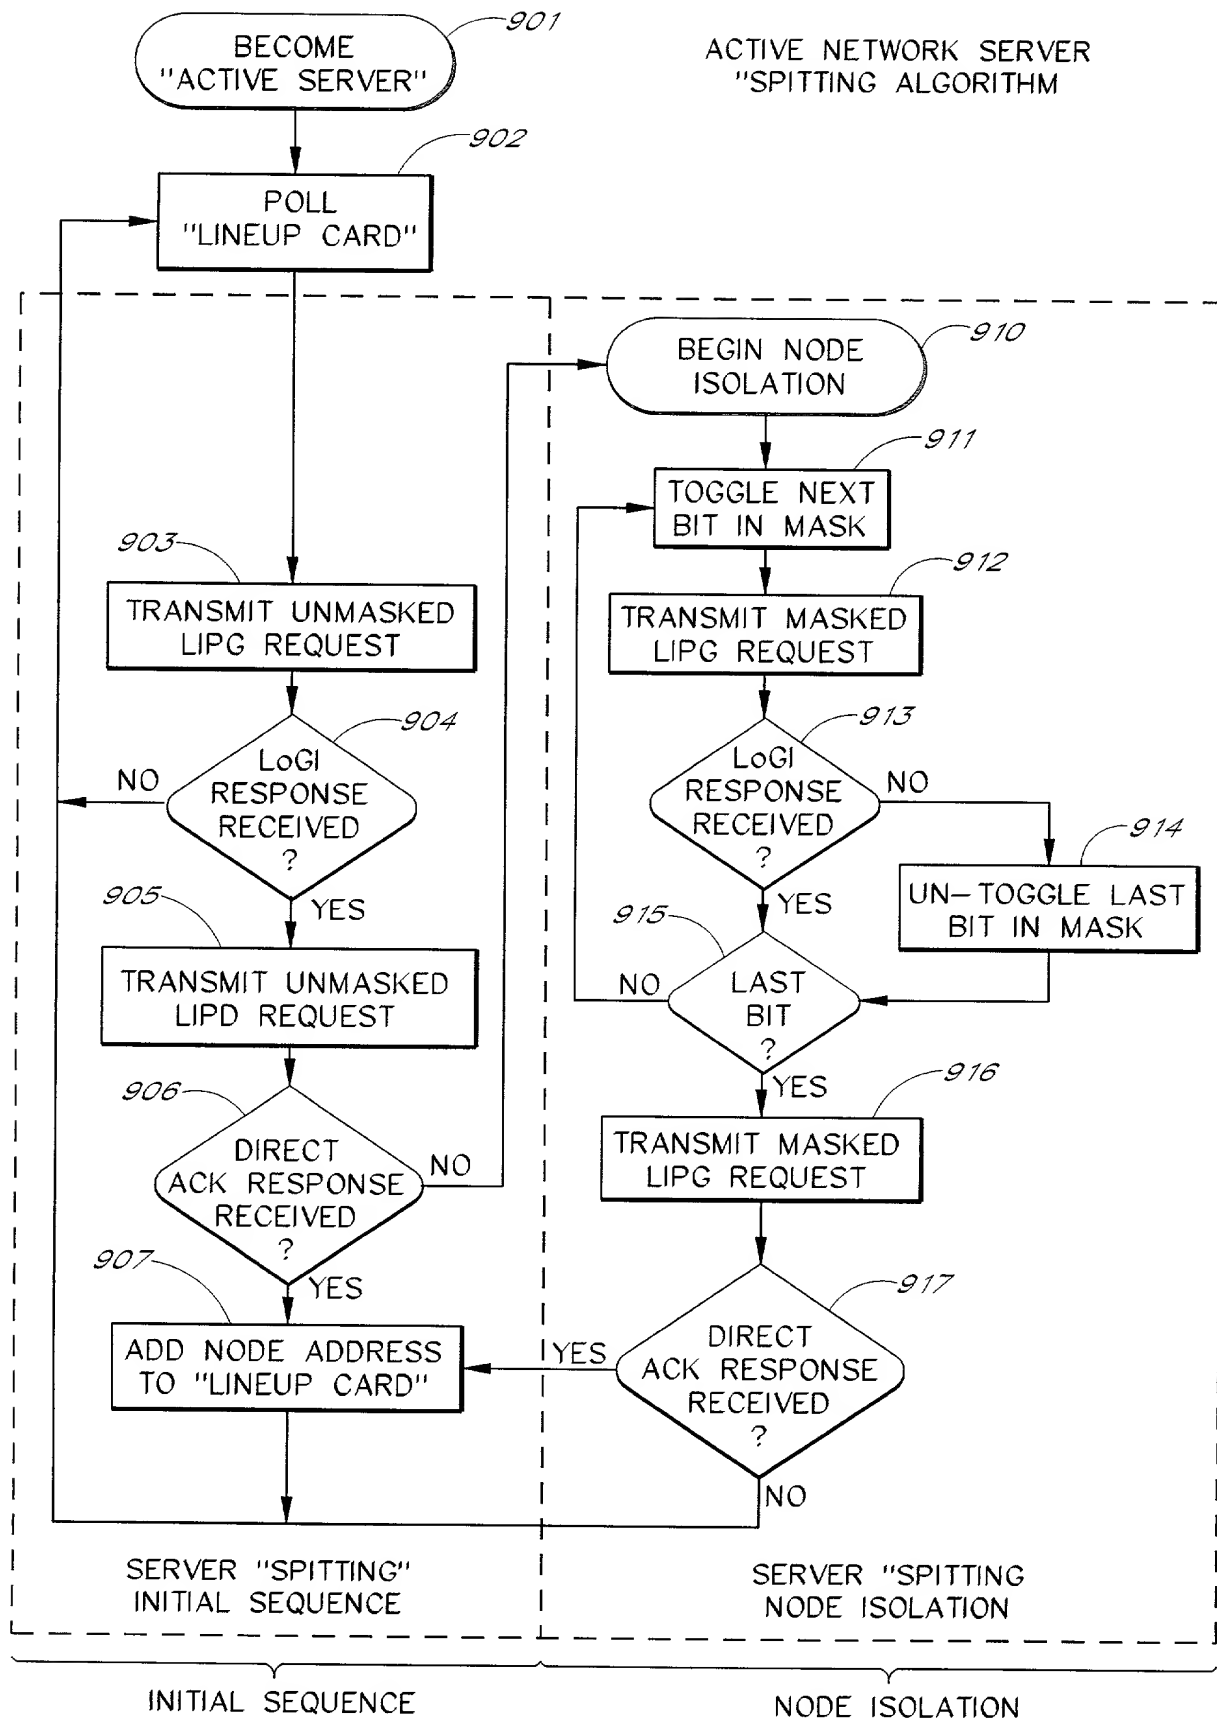 901
BECOME
"ACTIVE SERVER"
ACTIVE NETWORK SERVER
"SPITTING ALGORITHM
902
POLL
"LINEUP CARD"
903
TRANSMIT UNMASKED
LIPG REQUEST
904
LoGI
RESPONSE
RECEIVED
?
NO
YES
905
TRANSMIT UNMASKED
LIPD REQUEST
906
DIRECT
ACK RESPONSE
RECEIVED
?
NO
YES
907
ADD NODE ADDRESS
TO "LINEUP CARD"
SERVER "SPITTING"
INITIAL SEQUENCE
INITIAL SEQUENCE
910
BEGIN NODE
ISOLATION
911
TOGGLE NEXT
BIT IN MASK
912
TRANSMIT MASKED
LIPG REQUEST
913
LoGI
RESPONSE
RECEIVED
?
NO
YES
914
UN-TOGGLE LAST
BIT IN MASK
915
LAST
BIT
?
NO
YES
916
TRANSMIT MASKED
LIPG REQUEST
917
DIRECT
ACK RESPONSE
RECEIVED
?
YES
NO
SERVER "SPITTING
NODE ISOLATION
NODE ISOLATION